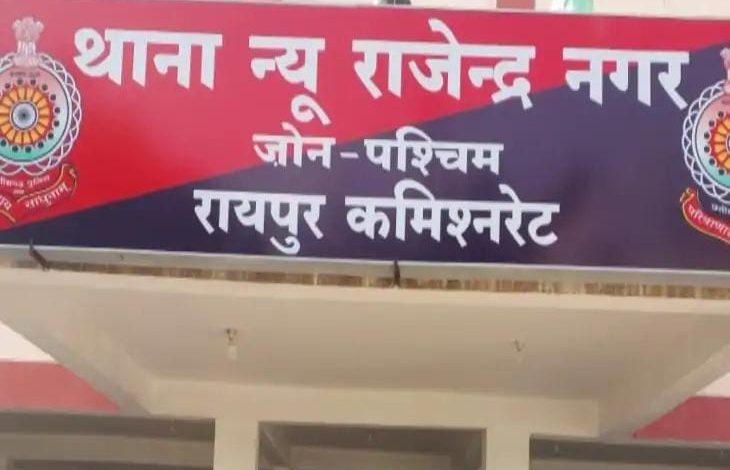 थाना न्यू राजेन्द्र नगर
ज़ोन-पश्चिम
रायपुर कमिश्नरेट